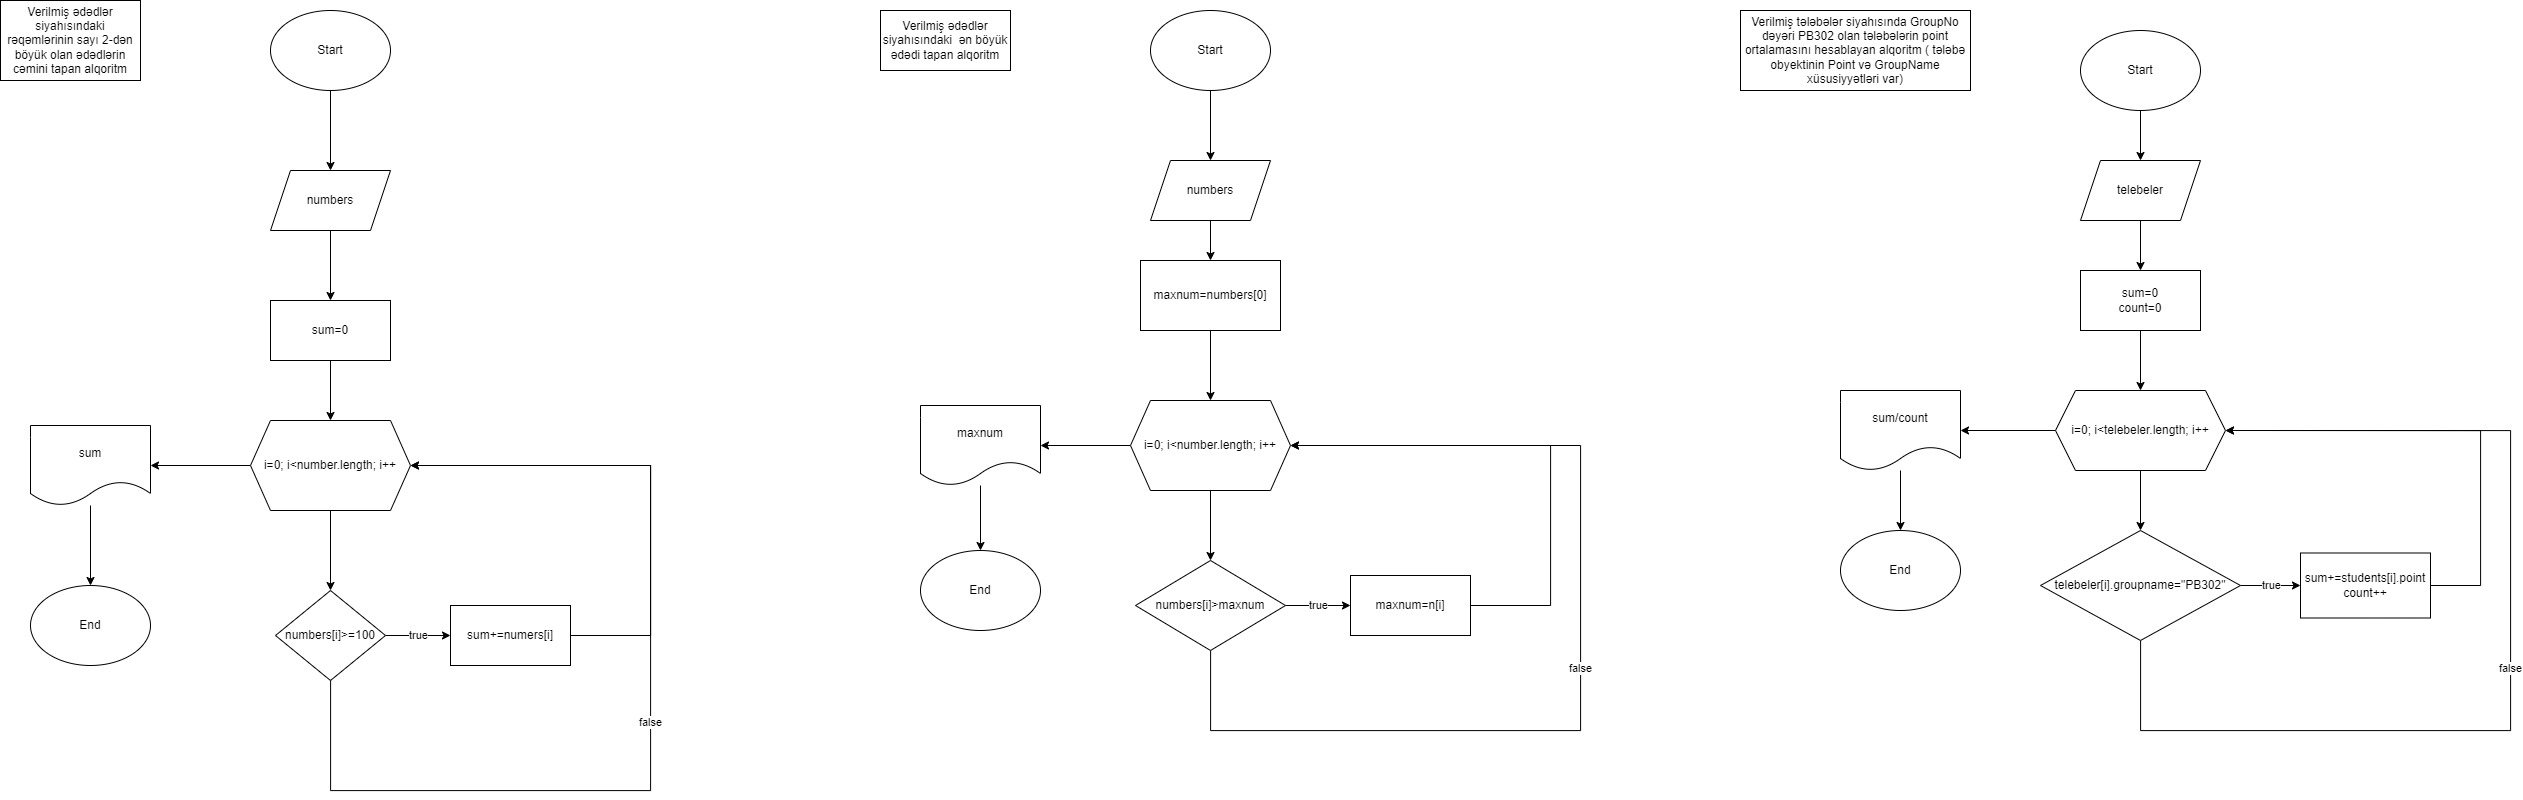 Verilmiş ədədlər
siyahısındaki
rəqəmlərinin sayı 2-dən
böyük olan ədədlərin
cəmini tapan alqoritm
Start
numbers
sum=0
i=0; i<number.length; i++
sum
End
numbers[i]>=100
true
sum+=numers[i]
false
Verilmiş ədədlər
siyahısındaki ən böyük
ədədi tapan alqoritm
Start
numbers
maxnum=numbers[0]
i=0; i<number.length; i++
maxnum
End
numbers[i]>maxnum
true
maxnum=n[i]
false
Verilmiş tələbələr siyahısında GroupNo
dəyəri PB302 olan tələbələrin point
ortalamasını hesablayan alqoritm ( tələbə
obyektinin Point və GroupName
xüsusiyyətləri var)
Start
telebeler
sum=0
count=0
i=0; i<telebeler.length; i++
sum/count
End
telebeler[i].groupname="PB302"
true
sum+=students[i].point
count++
false